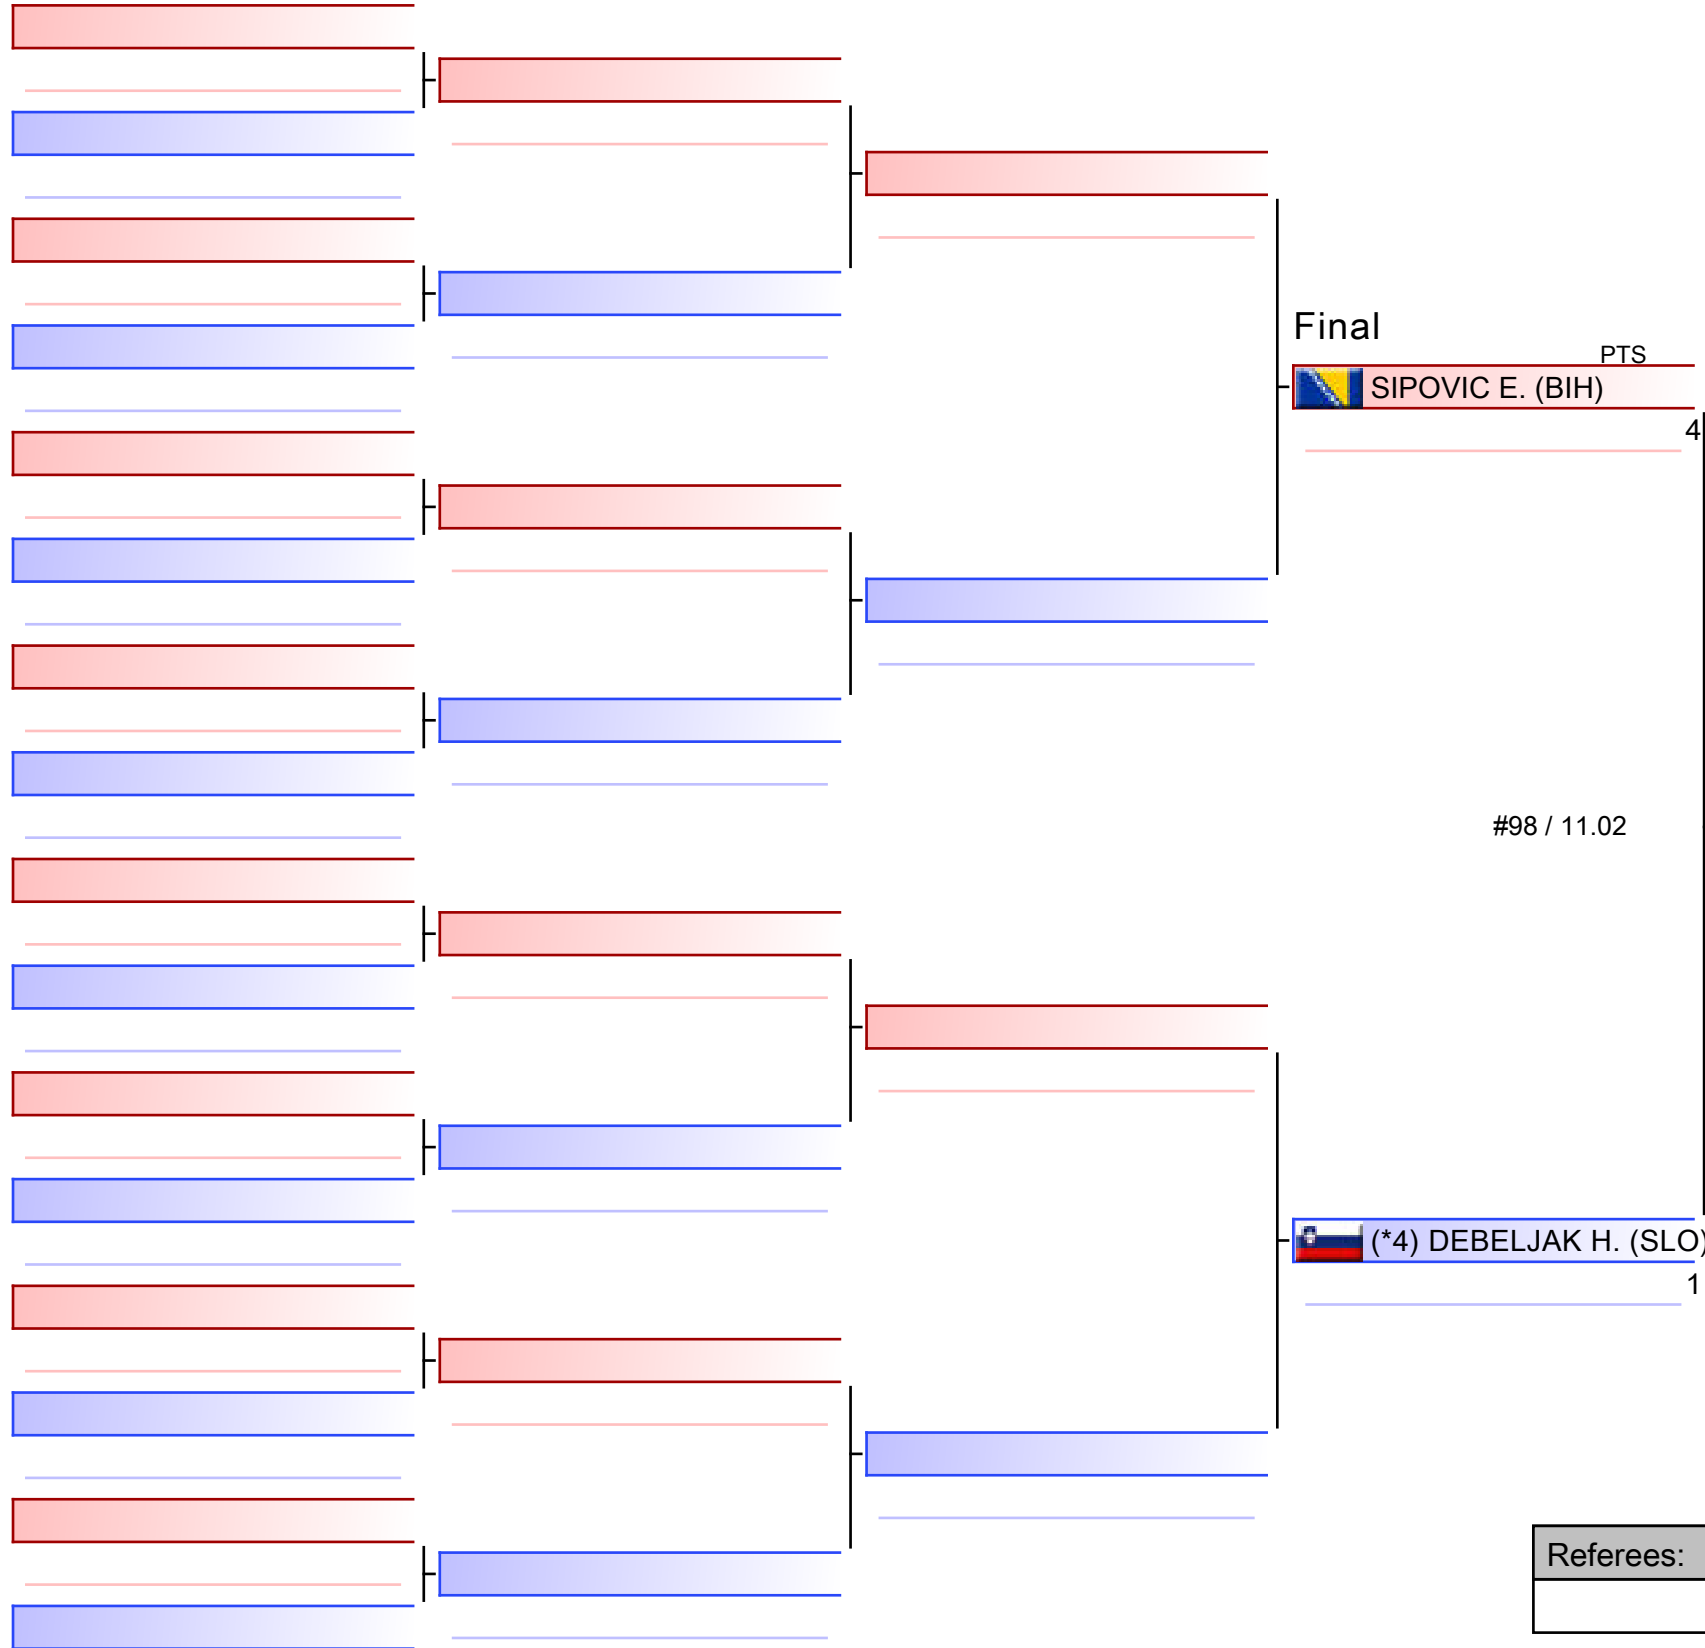 Final
PTS
SIPOVIC E. (BIH)
4
#98 / 11.02
(*4) DEBELJAK H. (SLO)
1
Referees: